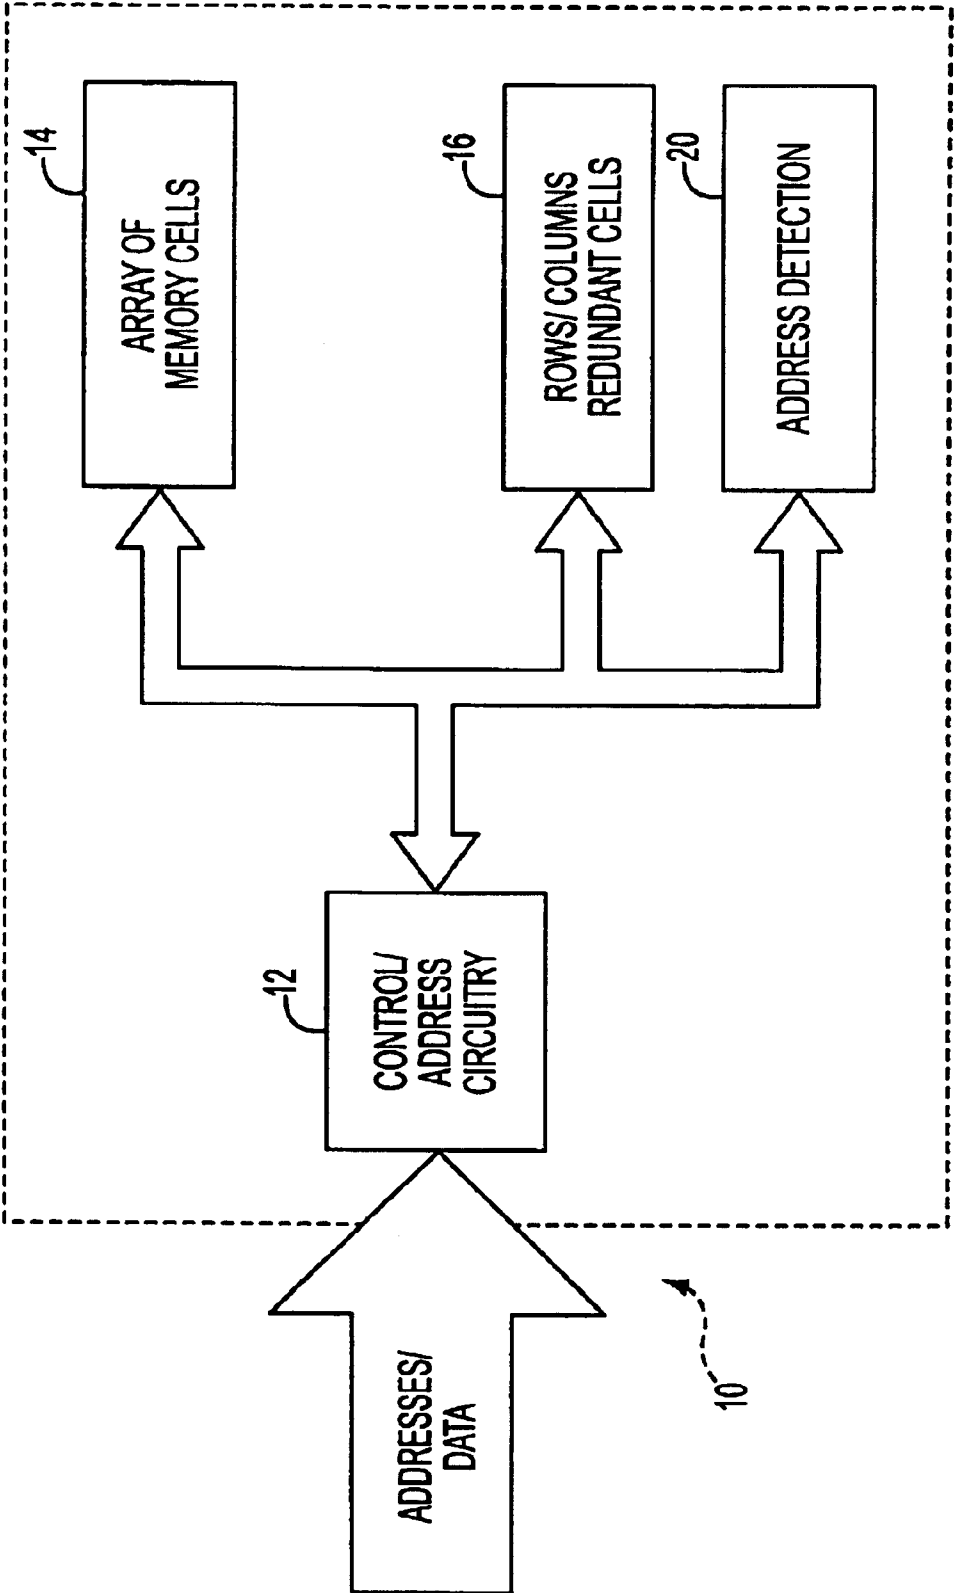 ADDRESSES/
DATA
10
12
CONTROL/
ADDRESS
CIRCUITRY
14
ARRAY OF
MEMORY CELLS
16
ROWS/ COLUMNS
REDUNDANT CELLS
20
ADDRESS DETECTION